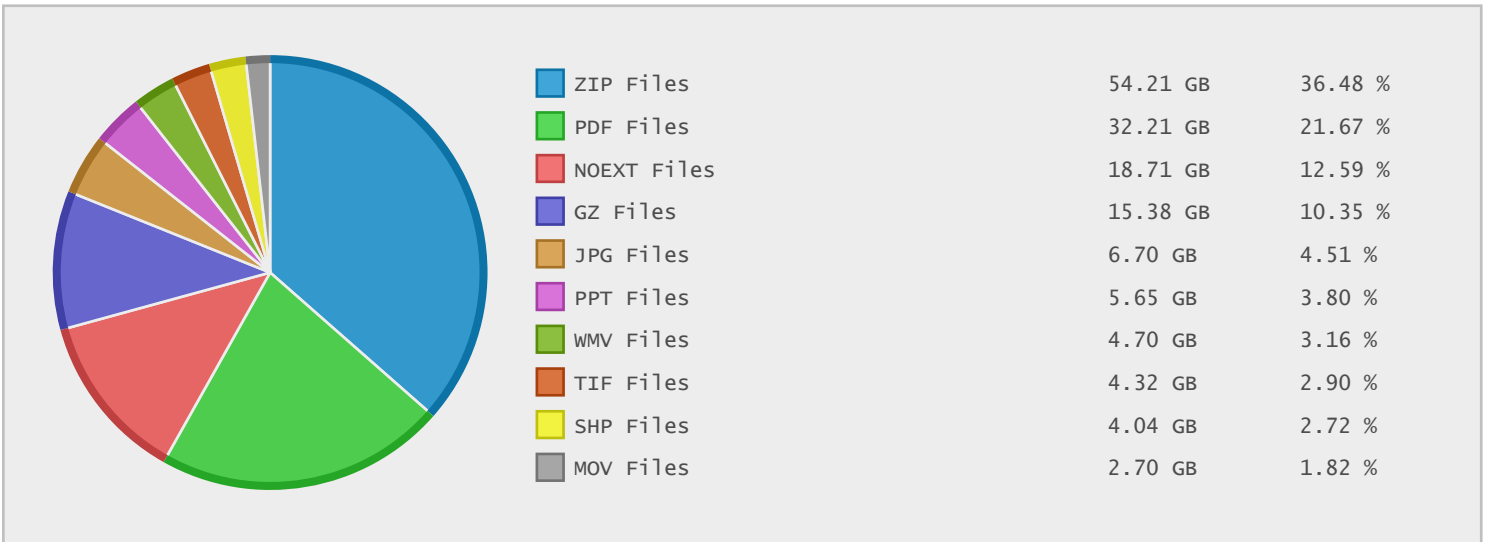 ZIP Files 54.21 GB 36.48 %
PDF Files 32.21 GB 21.67 %
NOEXT Files 18.71 GB 12.59 %
GZ Files 15.38 GB 10.35 %
JPG Files 6.70 GB 4.51 %
PPT Files 5.65 GB 3.80 %
WMV Files 4.70 GB 3.16 %
TIF Files 4.32 GB 2.90 %
SHP Files 4.04 GB 2.72 %
MOV Files 2.70 GB 1.82 %